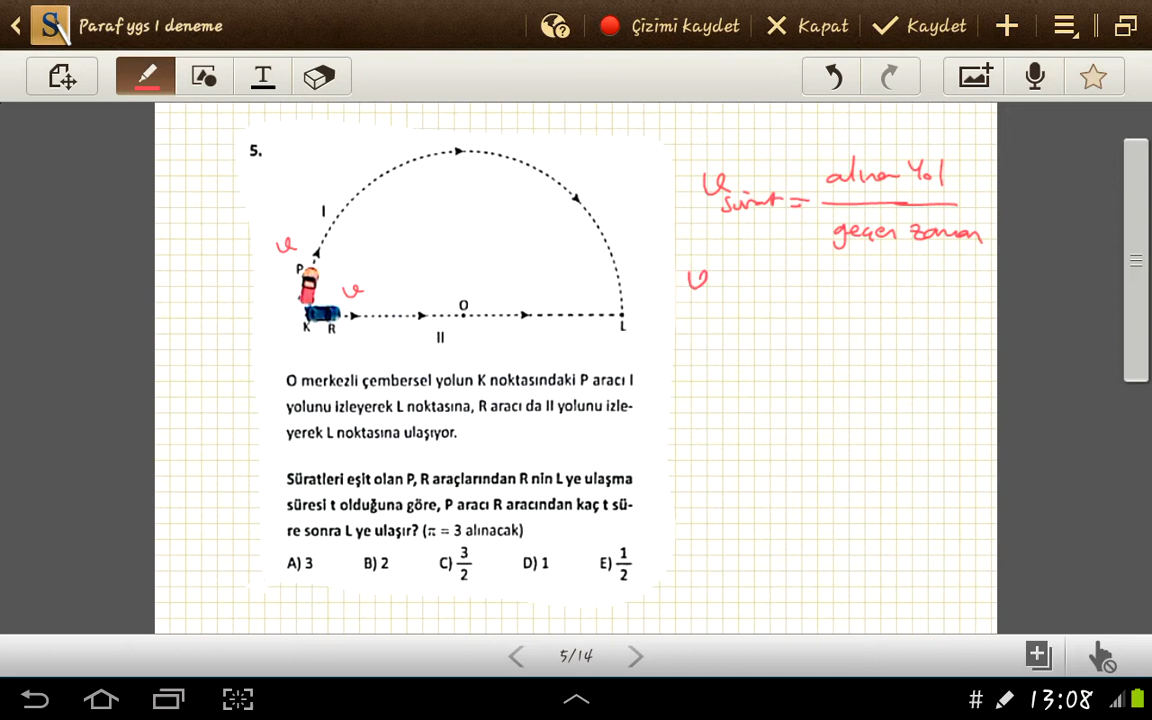 Paraf ygs 1 deneme
Çizimi kaydet
Kapat
Kaydet
5.
I
P
K
R
O
L
II
O merkezli çembersel yolun K noktasındaki P aracı I
yolunu izleyerek L noktasına, R aracı da II yolunu izle-
yerek L noktasına ulaşıyor.
Süratleri eşit olan P, R araçlarından R nin L ye ulaşma
süresi t olduğuna göre, P aracı R aracından kaç t sü-
re sonra L ye ulaşır? (π = 3 alınacak)
A) 3 B) 2 C) 3/2 D) 1 E) 1/2
v
v
v sürat = alınan Yol
geçen zaman
v
5/14
13:08